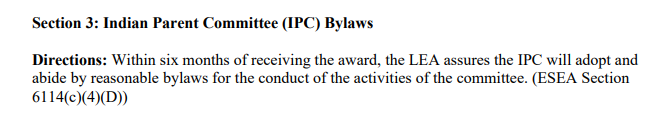 Section 3: Indian Parent Committee (IPC) Bylaws
Directions: Within six months of receiving the award, the LEA assures the IPC will adopt and
abide by reasonable bylaws for the conduct of the activities of the committee. (ESEA Section
6114(c)(4)(D))